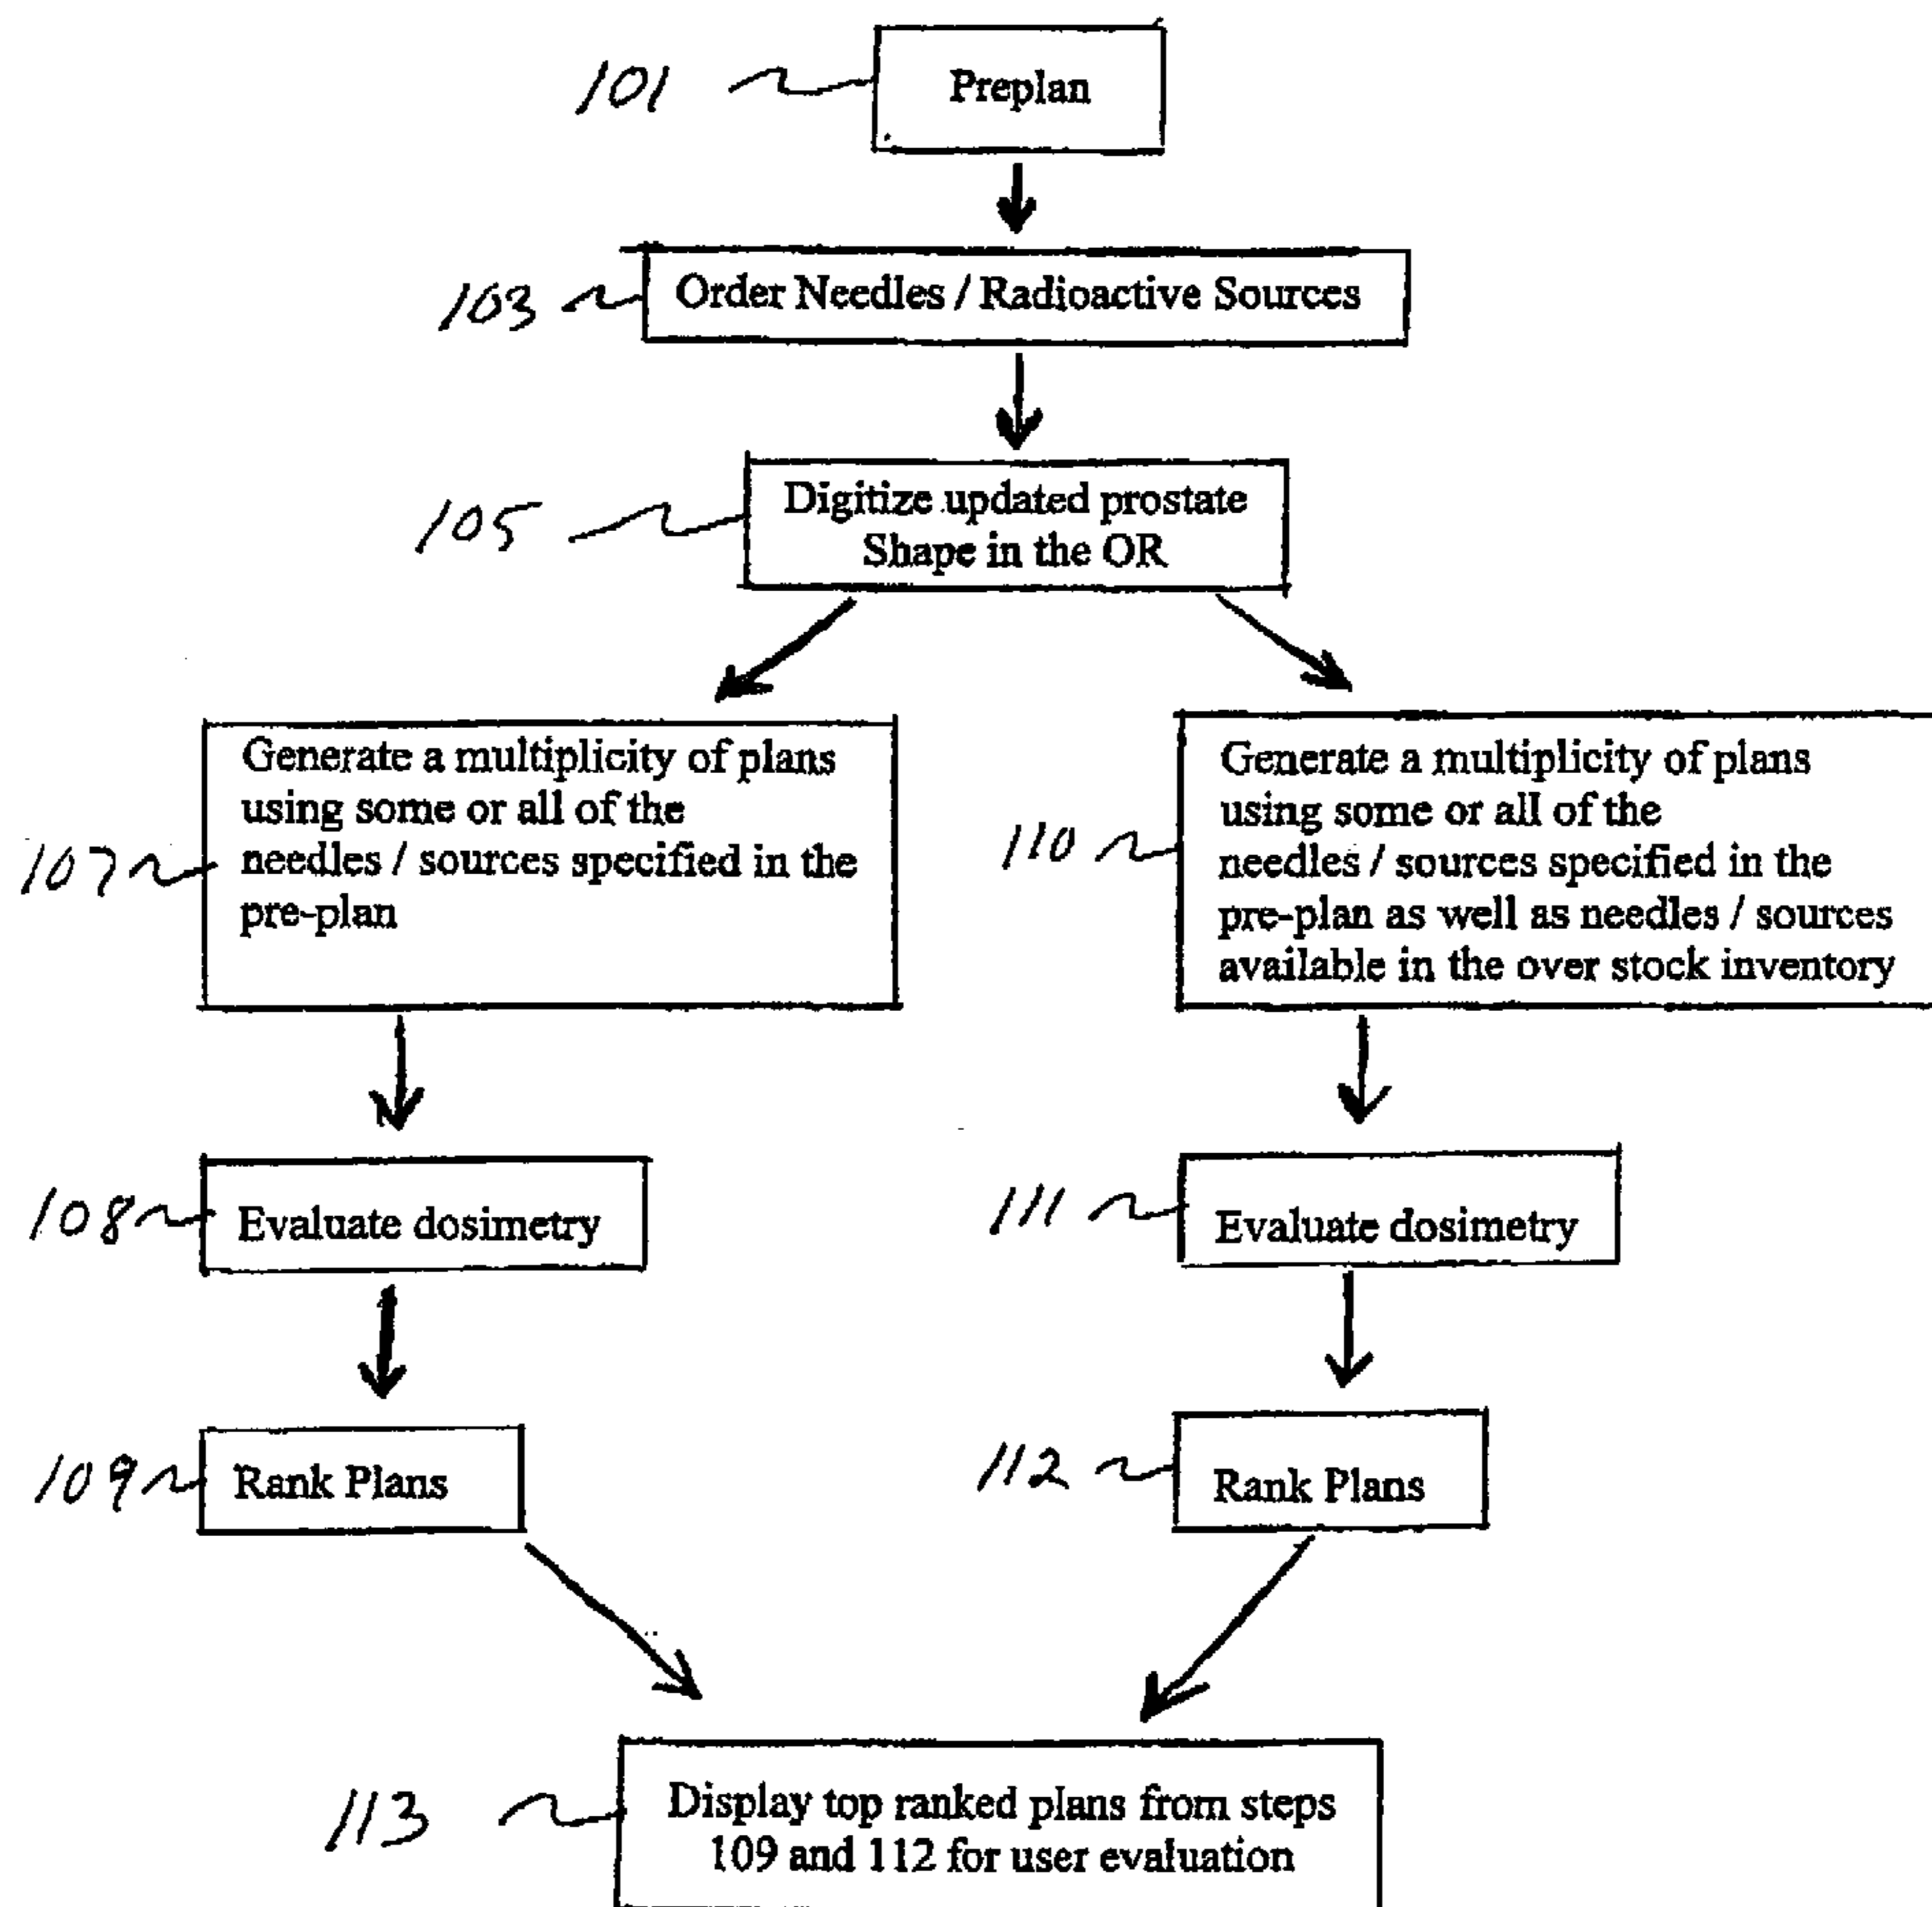 101
Preplan
103
Order Needles / Radioactive Sources
105
Digitize updated prostate
Shape in the OR
107
Generate a multiplicity of plans
using some or all of the
needles / sources specified in the
pre-plan
110
Generate a multiplicity of plans
using some or all of the
needles / sources specified in the
pre-plan as well as needles / sources
available in the over stock inventory
108
Evaluate dosimetry
111
Evaluate dosimetry
109
Rank Plans
112
Rank Plans
113
Display top ranked plans from steps
109 and 112 for user evaluation